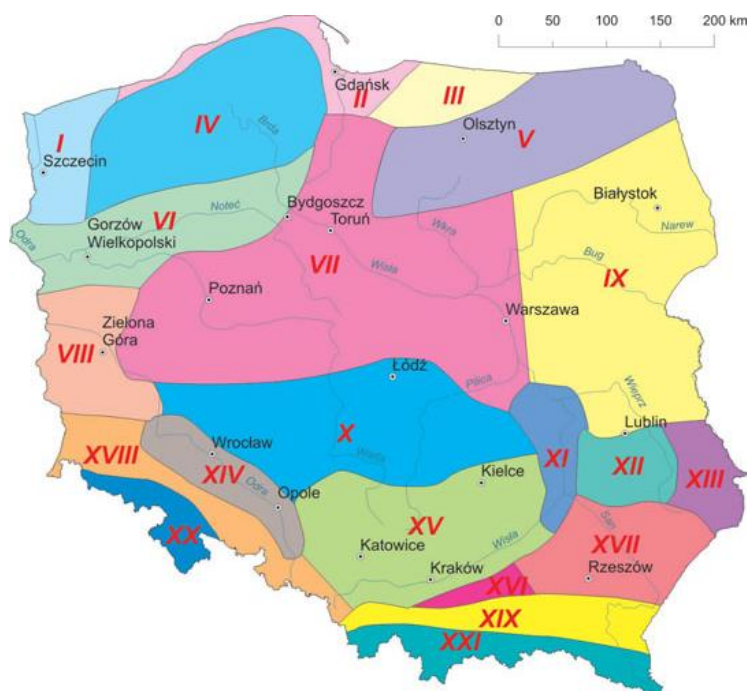 0 50 100 150 200 km
Gdańsk
II
III
IV
I
Brda
Olsztyn
V
Szczecin
Białystok
VI
Noteć
Bydgoszcz
Toruń
Wkra
Narew
Odra
Gorzów
Wielkopolski
VII
Bug
IX
Wisła
Poznań
Warszawa
Zielona
Góra
VIII
Łódź
Pilica
Wieprz
X
Lublin
XVIII
Wrocław
Warta
XI
XII
XIII
XIV
Odra
Opole
Kielce
XX
XV
San
XVII
Wisła
Katowice
Kraków
XVI
Rzeszów
XIX
XXI